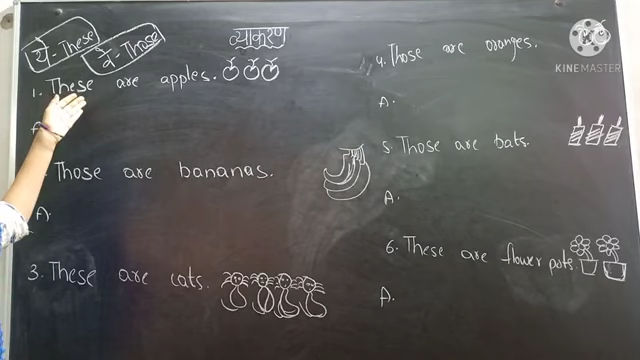 ये - These
वे - Those
व्याकरण
1. These are apples.
A
Those are bananas.
A.
3. These are cats.
4. Those are oranges.
A.
5. Those are bats.
A.
6. These are flower pots.
A.
KINEMASTER